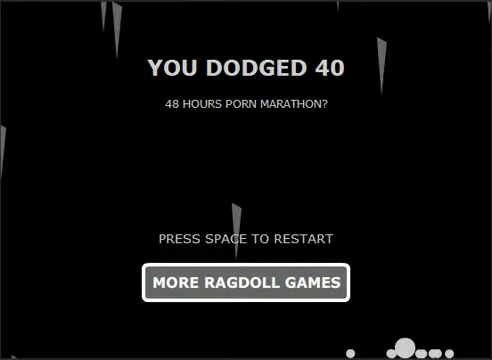 YOU DODGED 40
48 HOURS PORN MARATHON?
PRESS SPACE TO RESTART
MORE RAGDOLL GAMES